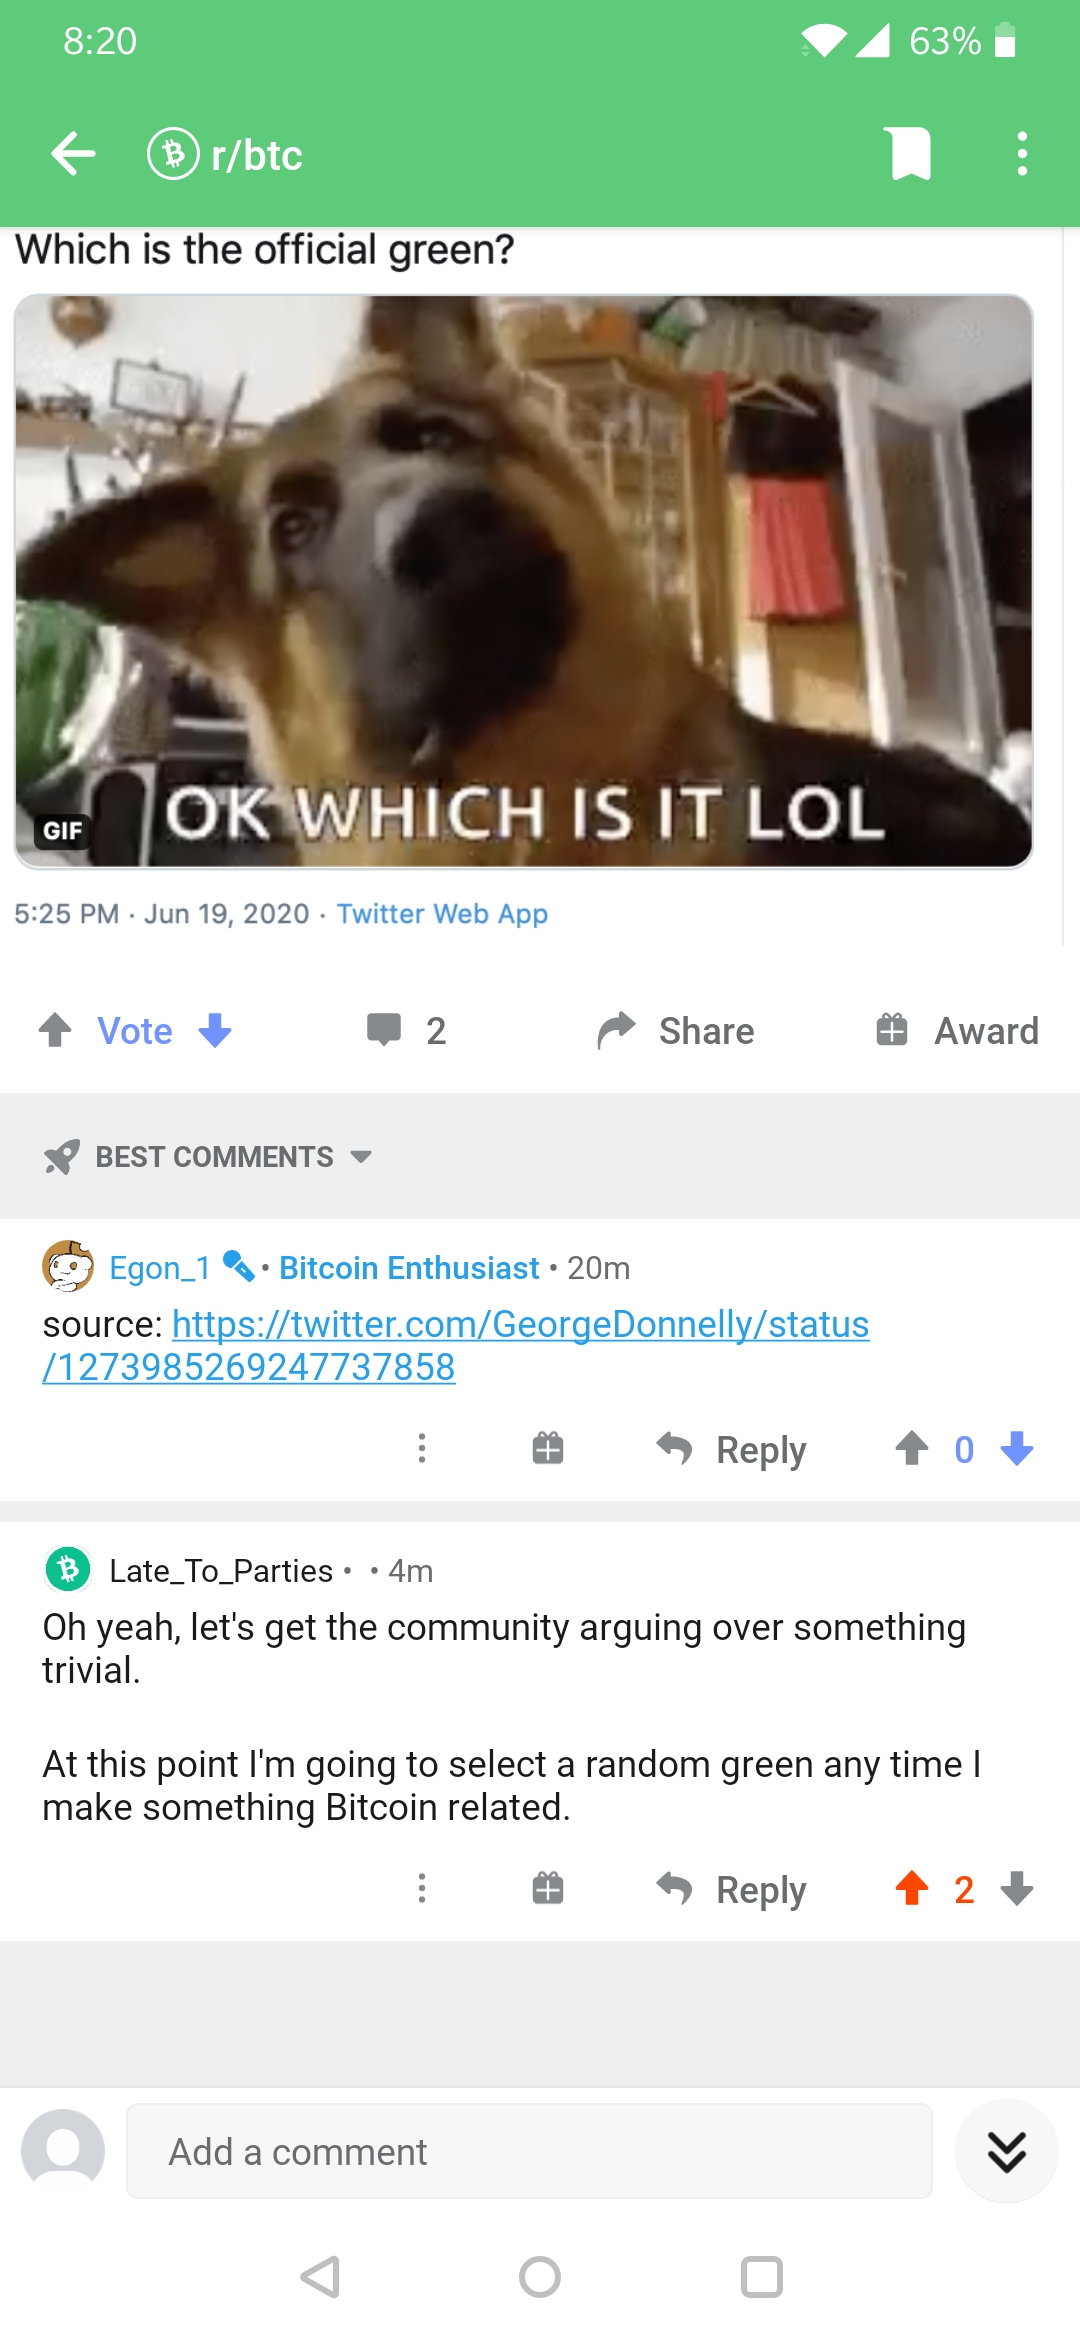 8:20
63%
r/btc
Which is the official green?
OK WHICH IS IT LOL
GIF
5:25 PM · Jun 19, 2020 · Twitter Web App
Vote
2
Share
Award
BEST COMMENTS
Egon_1 • Bitcoin Enthusiast • 20m
source: https://twitter.com/GeorgeDonnelly/status
/1273985269247737858
Reply
0
Late_To_Parties • • 4m
Oh yeah, let's get the community arguing over something
trivial.
At this point I'm going to select a random green any time I
make something Bitcoin related.
Reply
2
Add a comment